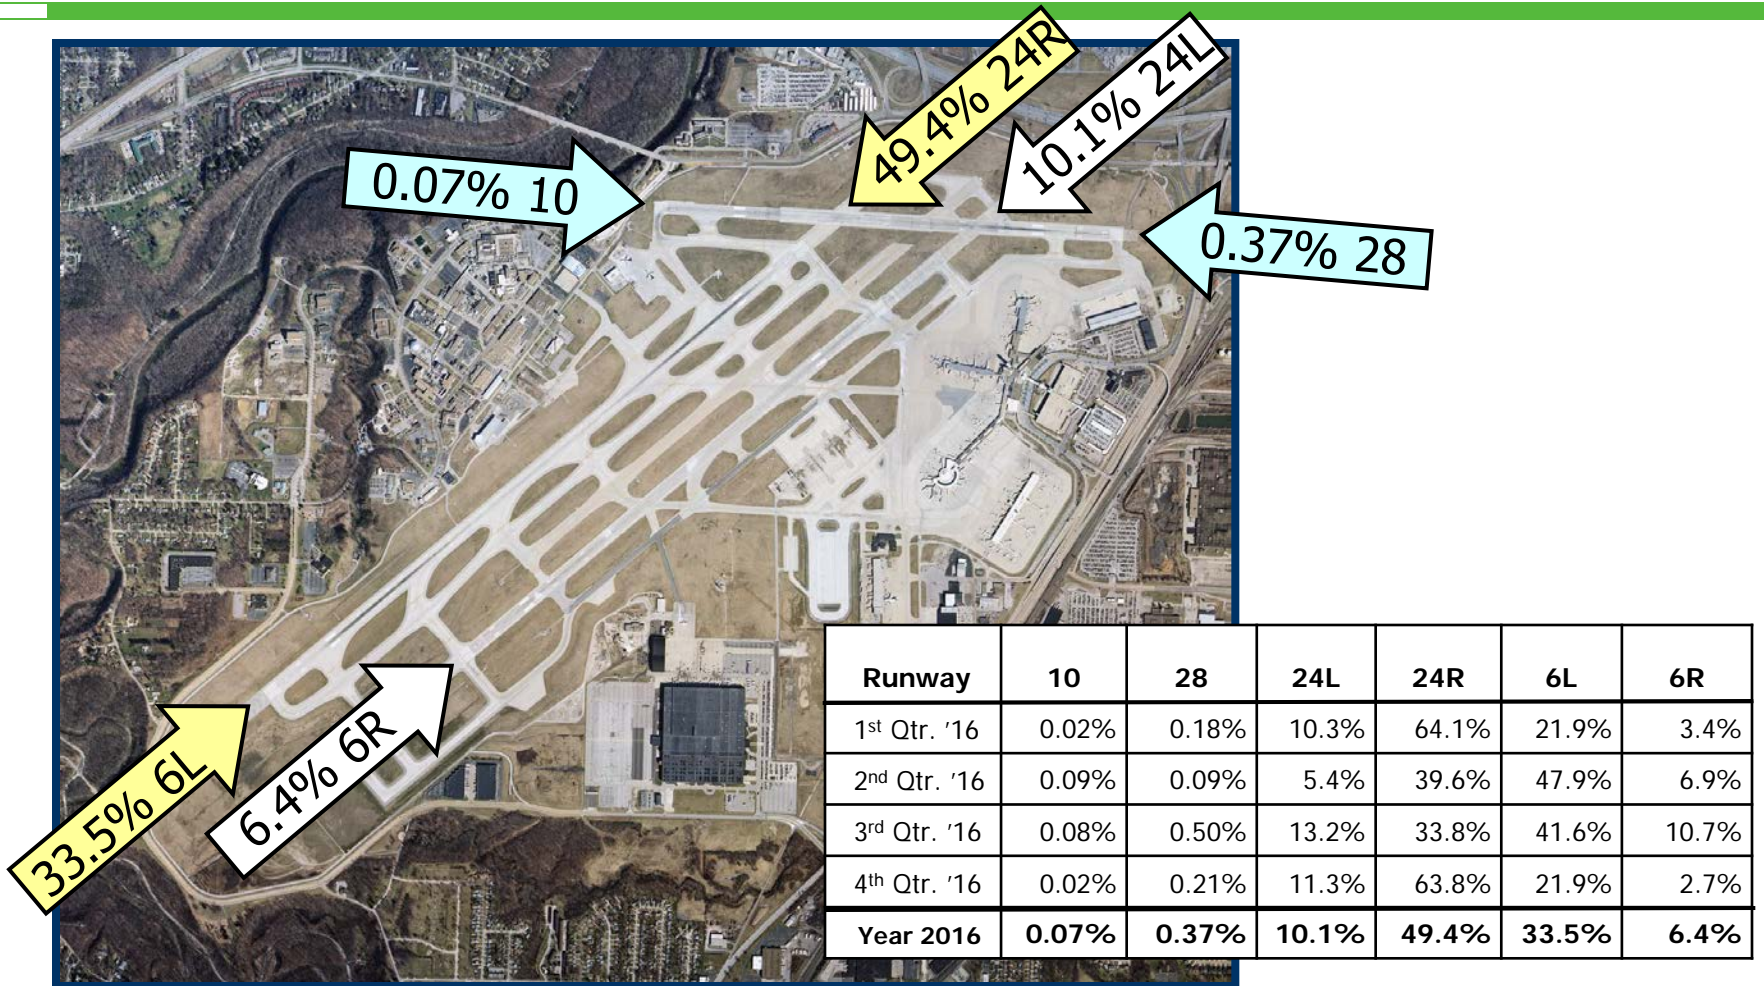 49.4% 24R
10.1% 24L
0.07% 10
0.37% 28
33.5% 6L
6.4% 6R
Runway 10 28 24L 24R 6L 6R
1st Qtr. '16 0.02% 0.18% 10.3% 64.1% 21.9% 3.4%
2nd Qtr. '16 0.09% 0.09% 5.4% 39.6% 47.9% 6.9%
3rd Qtr. '16 0.08% 0.50% 13.2% 33.8% 41.6% 10.7%
4th Qtr. '16 0.02% 0.21% 11.3% 63.8% 21.9% 2.7%
Year 2016 0.07% 0.37% 10.1% 49.4% 33.5% 6.4%